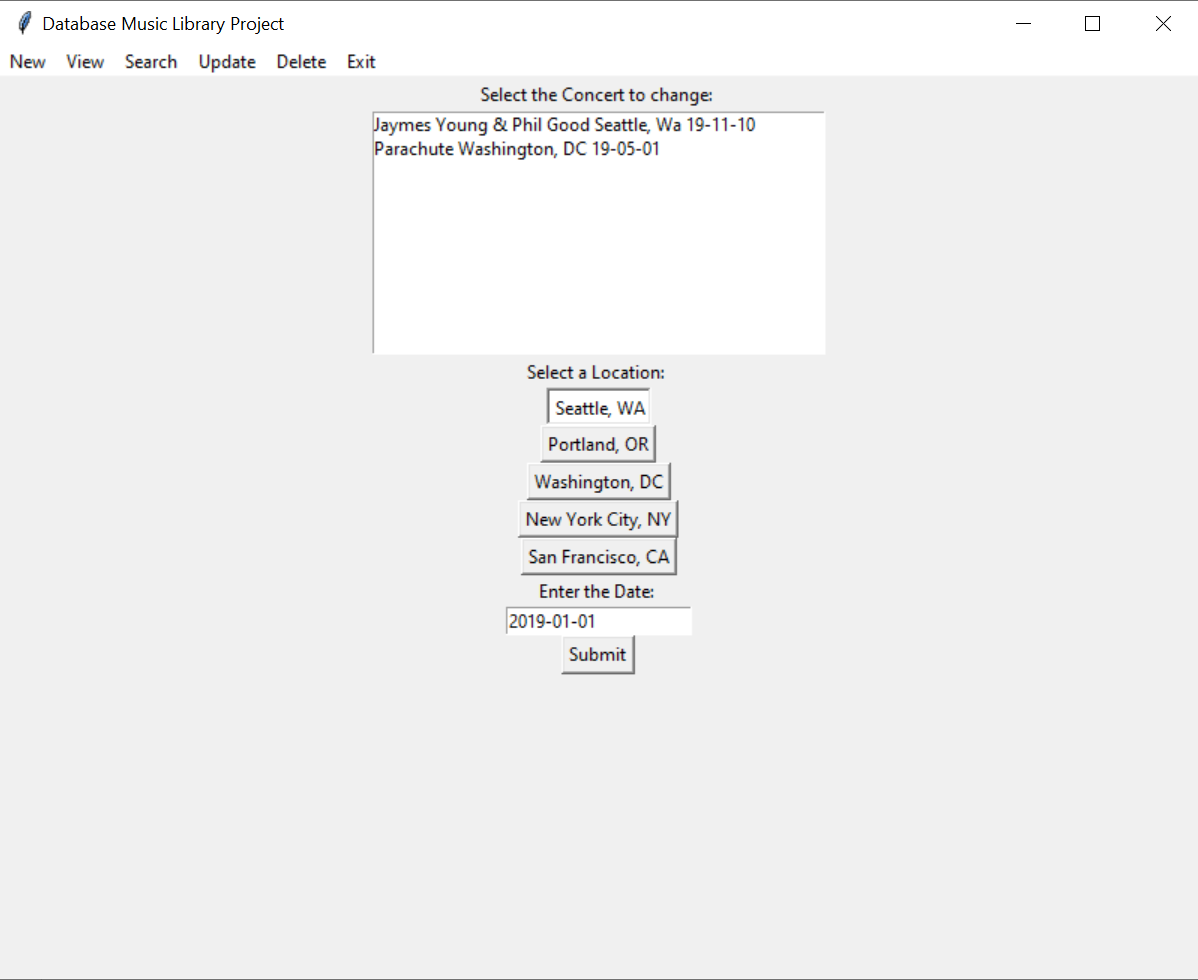 Database Music Library Project
New View Search Update Delete Exit
Select the Concert to change:
Jaymes Young & Phil Good Seattle, Wa 19-11-10
Parachute Washington, DC 19-05-01
Select a Location:
Seattle, WA
Portland, OR
Washington, DC
New York City, NY
San Francisco, CA
Enter the Date:
2019-01-01
Submit